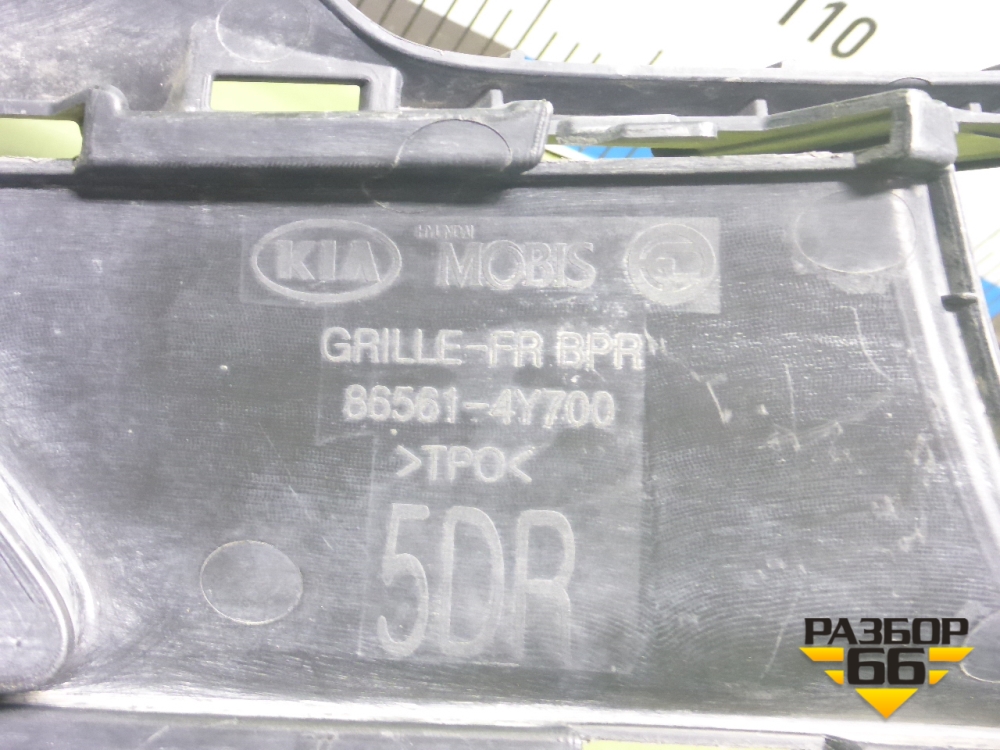 110
KIA HYUNDAI MOBIS
GRILLE-FR BPR
86561-4Y700
>TPO<
5DR
РАЗБОР
66